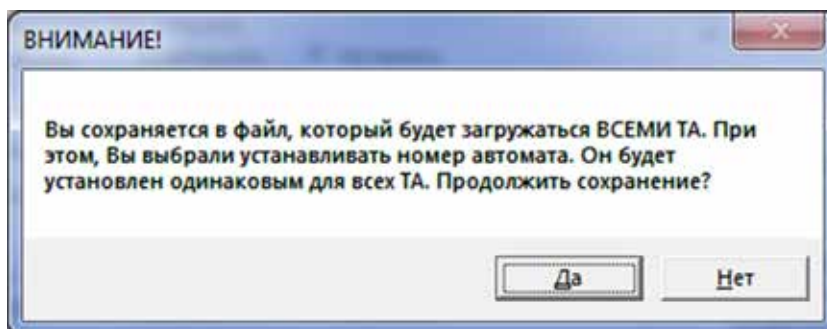 ВНИМАНИЕ!
Вы сохраняется в файл, который будет загружаться ВСЕМИ ТА. При
этом, Вы выбрали устанавливать номер автомата. Он будет
установлен одинаковым для всех ТА. Продолжить сохранение?
Да
Нет